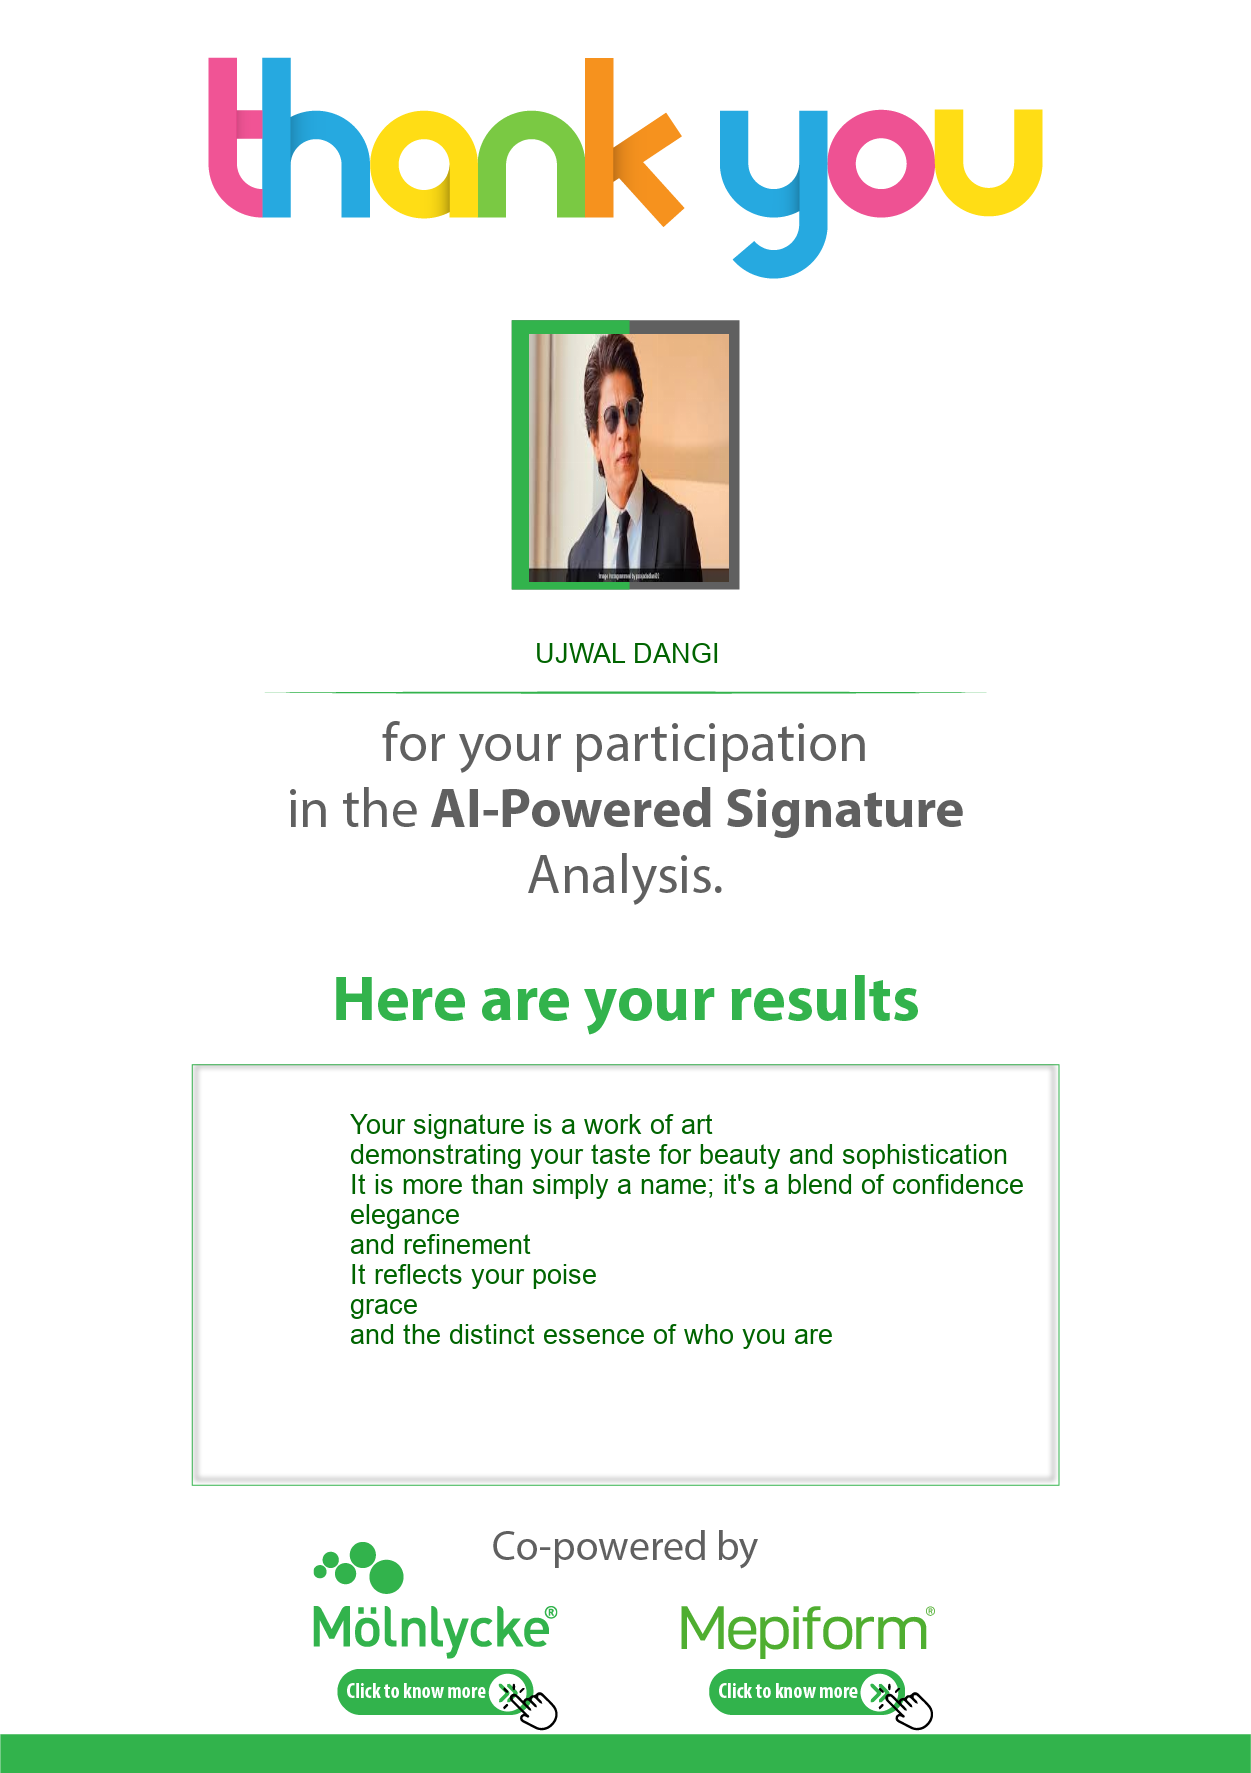 thank you
UJWAL DANGI
for your participation
in the AI-Powered Signature
Analysis.
Here are your results
Your signature is a work of art
demonstrating your taste for beauty and sophistication
It is more than simply a name; it's a blend of confidence
elegance
and refinement
It reflects your poise
grace
and the distinct essence of who you are
Co-powered by
Mölnlycke®
Mepiform®
Click to know more
Click to know more